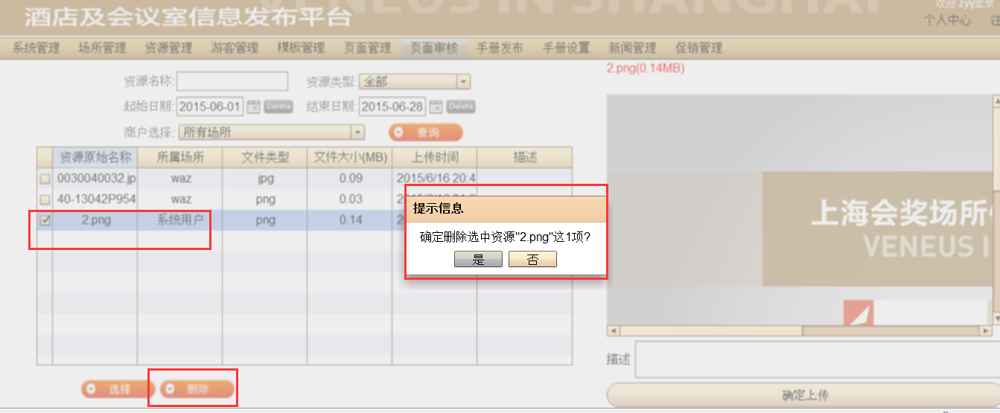 VENEUS IN SHANGHAI
酒店及会议室信息发布平台
欢迎 zyy登录
个人中心
系统管理 场所管理 资源管理 游客管理 模板管理 页面管理 页面审核 手册发布 手册设置 新闻管理 促销管理
2.png(0.14MB)
资源名称: 资源类型: 全部
起始日期: 2015-06-01 Delete 结束日期: 2015-06-28 Delete
商户选择: 所有场所 查询
资源原始名称 所属场所 文件类型 文件大小(MB) 上传时间 描述
0030040032.jp waz jpg 0.09 2015/6/16 20:4
40-13042P954 waz png 0.03
2.png 系统用户 png 0.14
提示信息
确定删除选中资源"2.png"这1项?
是 否
上海会奖场所
VENEUS I
描述
选择 删除
确定上传